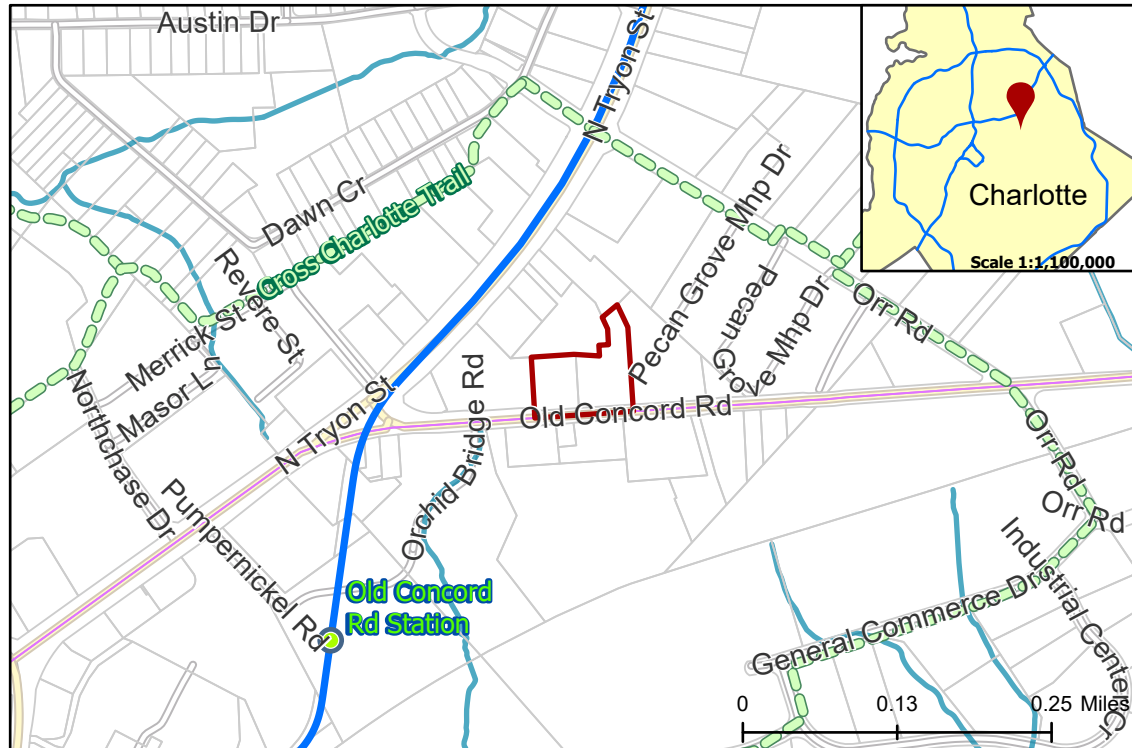 Austin Dr
N Tryon St
Charlotte
Scale 1:1,100,000
Dawn Cr
Cross Charlotte Trail
Pecan Grove Mhp Dr
Revere St
Merrick St
Masor Ln
Pecan Grove Mhp Dr
Orr Rd
Northchase Dr
N Tryon St
Orchid Bridge Rd
Old Concord Rd
Orr Rd
Orr Rd
Pumpernickel Rd
Industrial Center Cr
Old Concord
Rd Station
General Commerce Dr
0
0.13
0.25 Miles